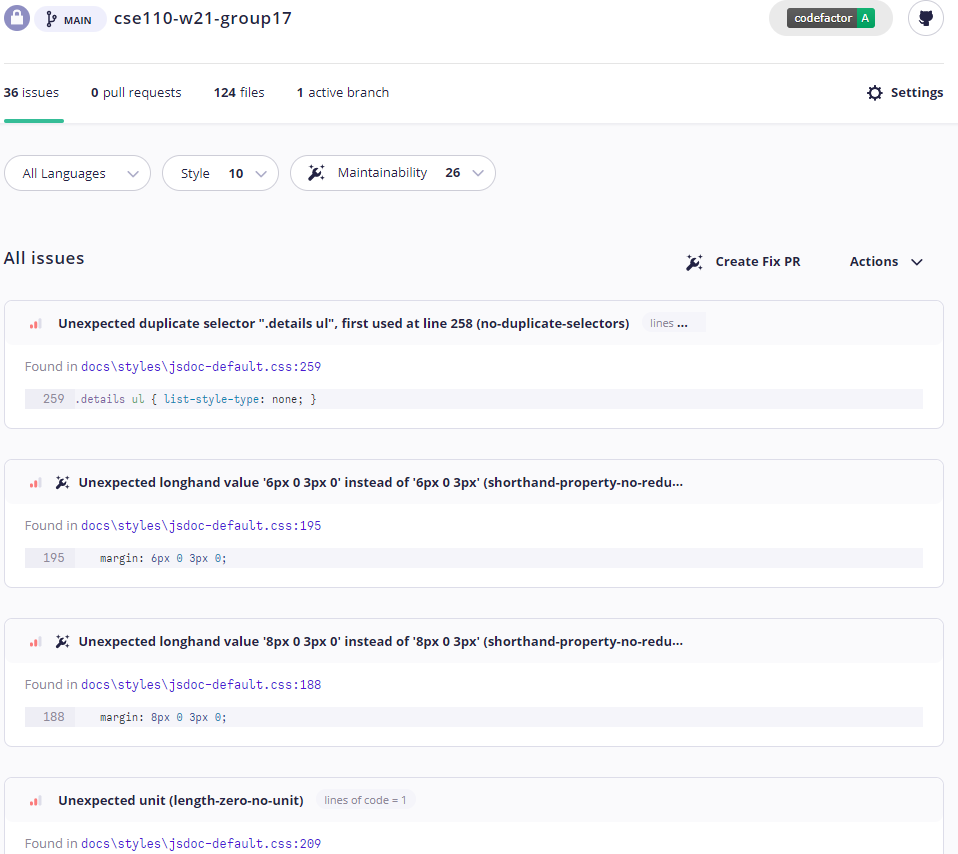 MAIN cse110-w21-group17 codefactor A
36 issues 0 pull requests 124 files 1 active branch Settings
All Languages Style 10 Maintainability 26
All issues Create Fix PR Actions
Unexpected duplicate selector ".details ul", first used at line 258 (no-duplicate-selectors) lines ...
Found in docs\styles\jsdoc-default.css:259
259 .details ul { list-style-type: none; }
Unexpected longhand value '6px 0 3px 0' instead of '6px 0 3px' (shorthand-property-no-redu...
Found in docs\styles\jsdoc-default.css:195
195 margin: 6px 0 3px 0;
Unexpected longhand value '8px 0 3px 0' instead of '8px 0 3px' (shorthand-property-no-redu...
Found in docs\styles\jsdoc-default.css:188
188 margin: 8px 0 3px 0;
Unexpected unit (length-zero-no-unit) lines of code = 1
Found in docs\styles\jsdoc-default.css:209